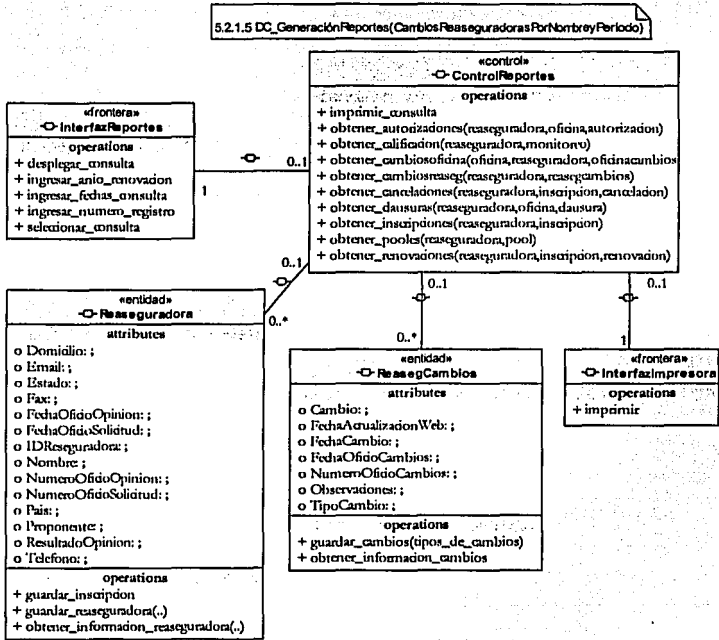 5.2.1.5 DC_GeneraciónReportes(CambiosReaseguradorasPorNombreyPeriodo)
«control»
ControlReportes
operations
+ imprimir_consulta
+ obtener_autorizaciones(reaseguradora,oficina,autorizacion)
+ obtener_calificacion(reaseguradora,monitoreo)
+ obtener_cambiosoficina(oficina,reaseguradora,oficinacambios
+ obtener_cambiosreaseg(reaseguradora,reasegcambios)
+ obtener_cancelaciones(reaseguradora,inscripcion,cancelacion)
+ obtener_clausuras(reaseguradora,oficina,clausura)
+ obtener_inscripciones(reaseguradora,inscripcion)
+ obtener_pooles(reaseguradora,pool)
+ obtener_renovaciones(reaseguradora,inscripcion,renovacion)
«frontera»
InterfazReportes
operations
+ desplegar_consulta
+ ingresar_anio_renovacion
+ ingresar_fechas_consulta
+ ingresar_numero_registro
+ seleccionar_consulta
0..1
1
0..1
0..*
0..1
0..*
0..1
1
«entidad»
Reaseguradora
attributes
o Domicilio: ;
o Email: ;
o Estado: ;
o Fax: ;
o FechaOficioOpinion: ;
o FechaOficioSolicitud: ;
o IDReseguradora: ;
o Nombre: ;
o NumeroOficioOpinion: ;
o NumeroOficioSolicitud: ;
o Pais: ;
o Proponente: ;
o ResultadoOpinion: ;
o Telefono: ;
operations
+ guardar_inscripcion
+ guardar_reaseguradora(..)
+ obtener_informacion_reaseguradora(..)
«entidad»
ReasegCambios
attributes
o Cambio: ;
o FechaActualizacionWeb: ;
o FechaCambio: ;
o FechaOficioCambios: ;
o NumeroOficioCambios: ;
o Observaciones: ;
o TipoCambio: ;
operations
+ guardar_cambios(tipos_de_cambios)
+ obtener_informacion_cambios
«frontera»
InterfazImpresora
operations
+ imprimir